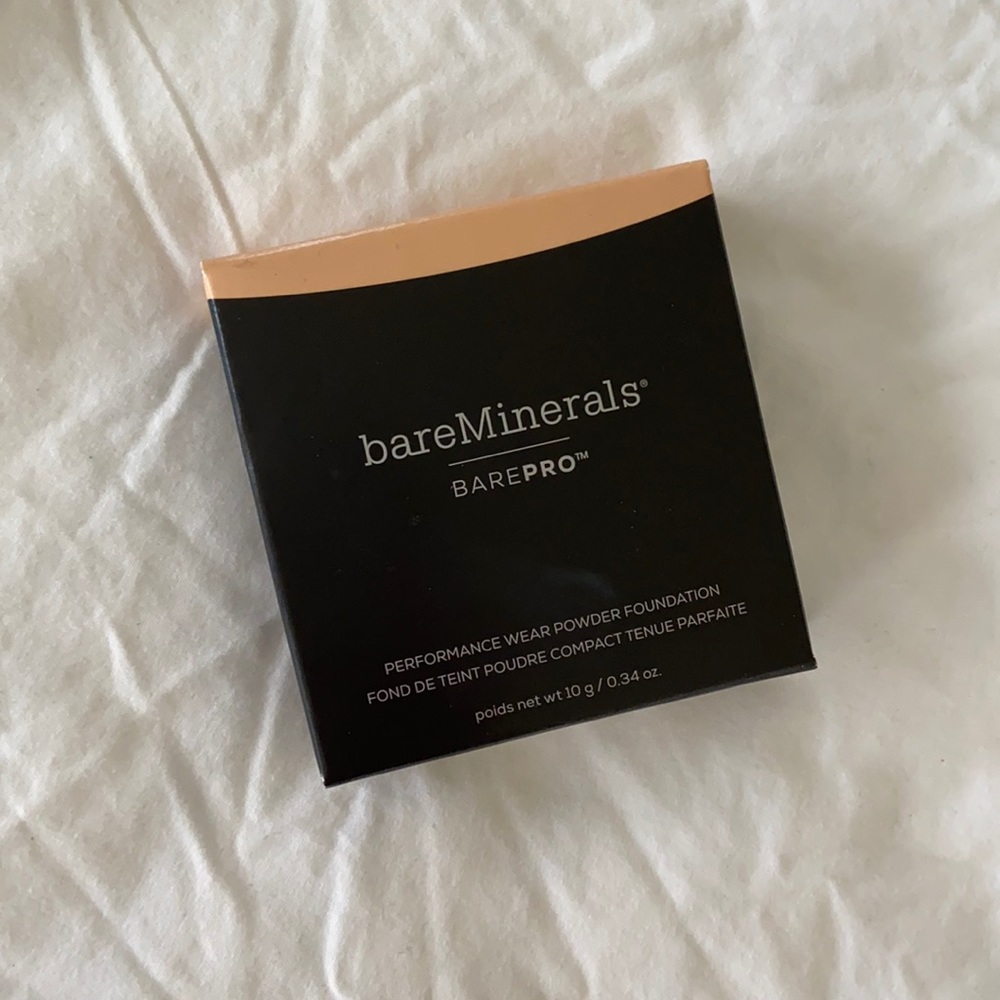 bareMinerals®
BAREPRO™
PERFORMANCE WEAR POWDER FOUNDATION
FOND DE TEINT POUDRE COMPACT TENUE PARFAITE
poids net wt 10 g / 0.34 oz.